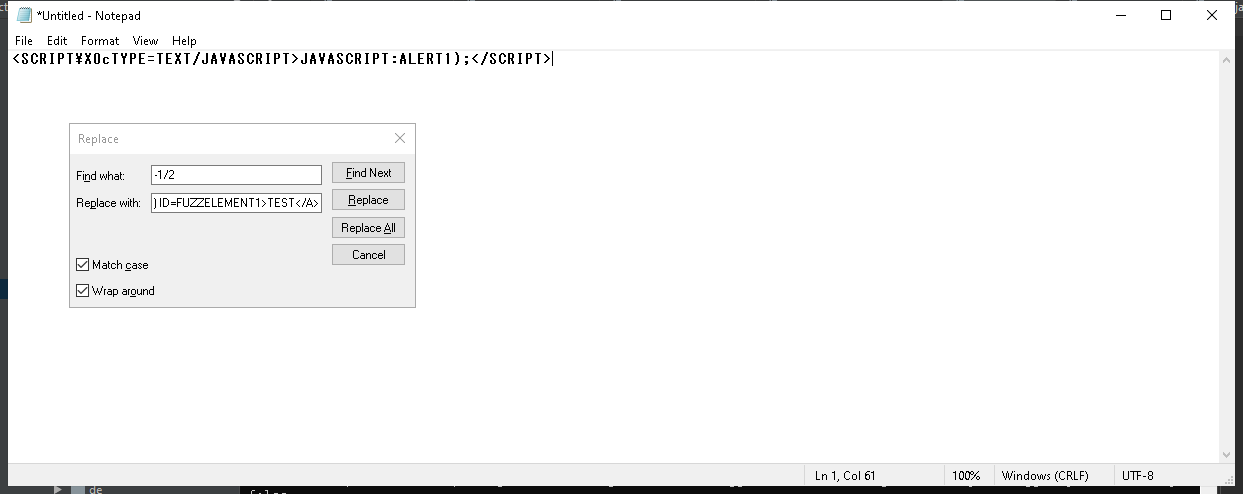 *Untitled - Notepad
File Edit Format View Help
<SCRIPT¥X0cTYPE=TEXT/JAVASCRIPT>JAVASCRIPT:ALERT1);</SCRIPT>
Replace
Find what: -1/2 Find Next
Replace with: )ID=FUZZELEMENT1>TEST</A> Replace
Replace All
Cancel
Match case
Wrap around
Ln 1, Col 61 100% Windows (CRLF) UTF-8
de